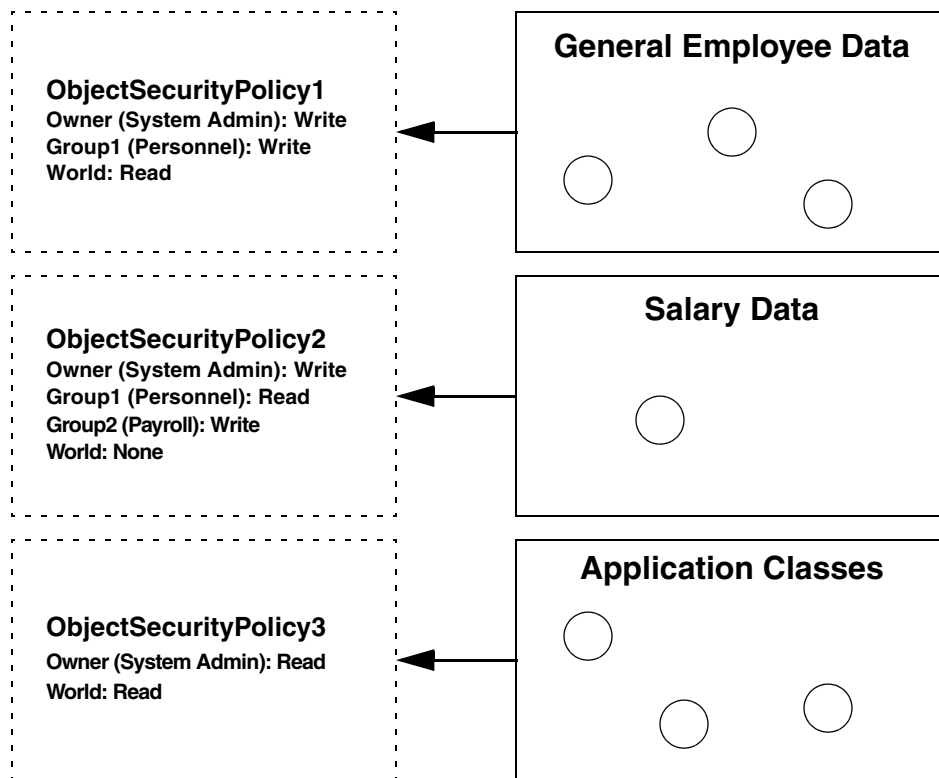 ObjectSecurityPolicy1
Owner (System Admin): Write
Group1 (Personnel): Write
World: Read
General Employee Data
ObjectSecurityPolicy2
Owner (System Admin): Write
Group1 (Personnel): Read
Group2 (Payroll): Write
World: None
Salary Data
ObjectSecurityPolicy3
Owner (System Admin): Read
World: Read
Application Classes